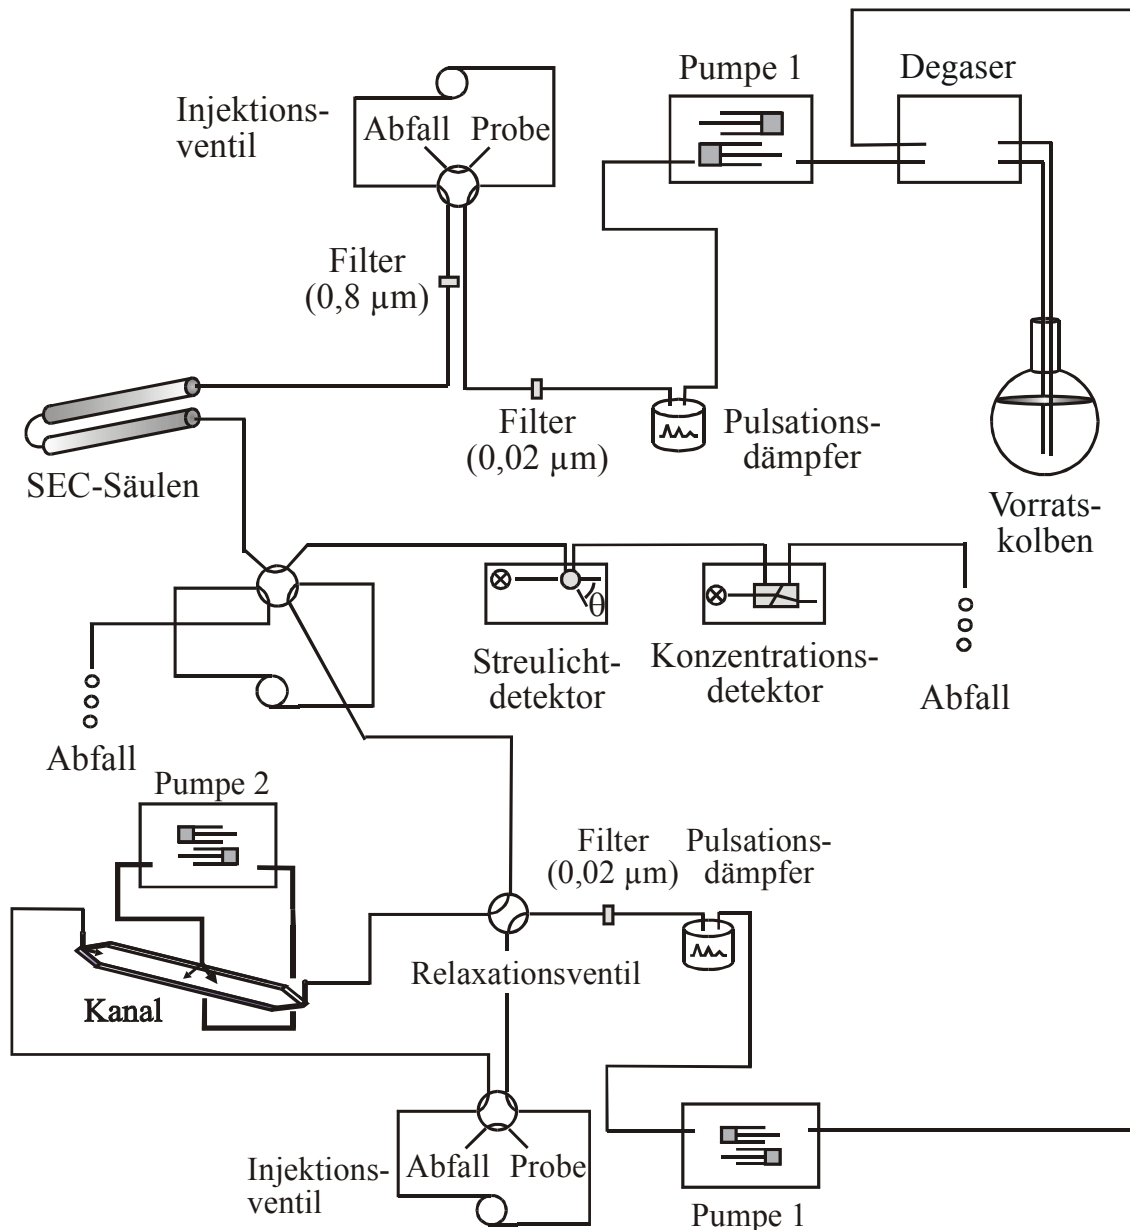 Pumpe 1
Degaser
Injektions-
ventil
Abfall Probe
Filter
(0,8 µm)
Filter
(0,02 µm)
Pulsations-
dämpfer
SEC-Säulen
Vorrats-
kolben
θ
Streulicht-
detektor
Konzentrations-
detektor
Abfall
Abfall
Pumpe 2
Filter
(0,02 µm)
Pulsations-
dämpfer
Relaxationsventil
Kanal
Injektions-
ventil
Abfall Probe
Pumpe 1